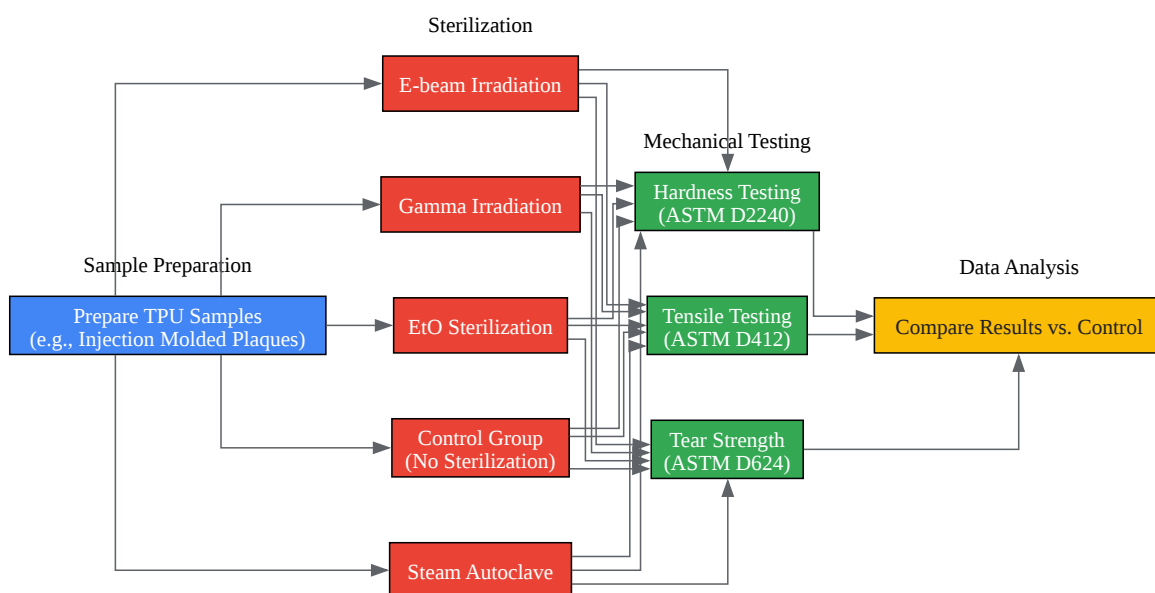 Sterilization
E-beam Irradiation
Mechanical Testing
Hardness Testing
(ASTM D2240)
Gamma Irradiation
Sample Preparation
Data Analysis
Prepare TPU Samples
(e.g., Injection Molded Plaques)
EtO Sterilization
Tensile Testing
(ASTM D412)
Compare Results vs. Control
Control Group
(No Sterilization)
Tear Strength
(ASTM D624)
Steam Autoclave